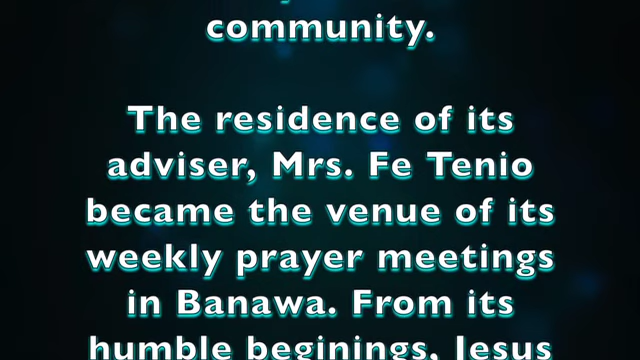 community.
The residence of its
adviser, Mrs. Fe Tenio
became the venue of its
weekly prayer meetings
in Banawa. From its
humble beginings, Jesus